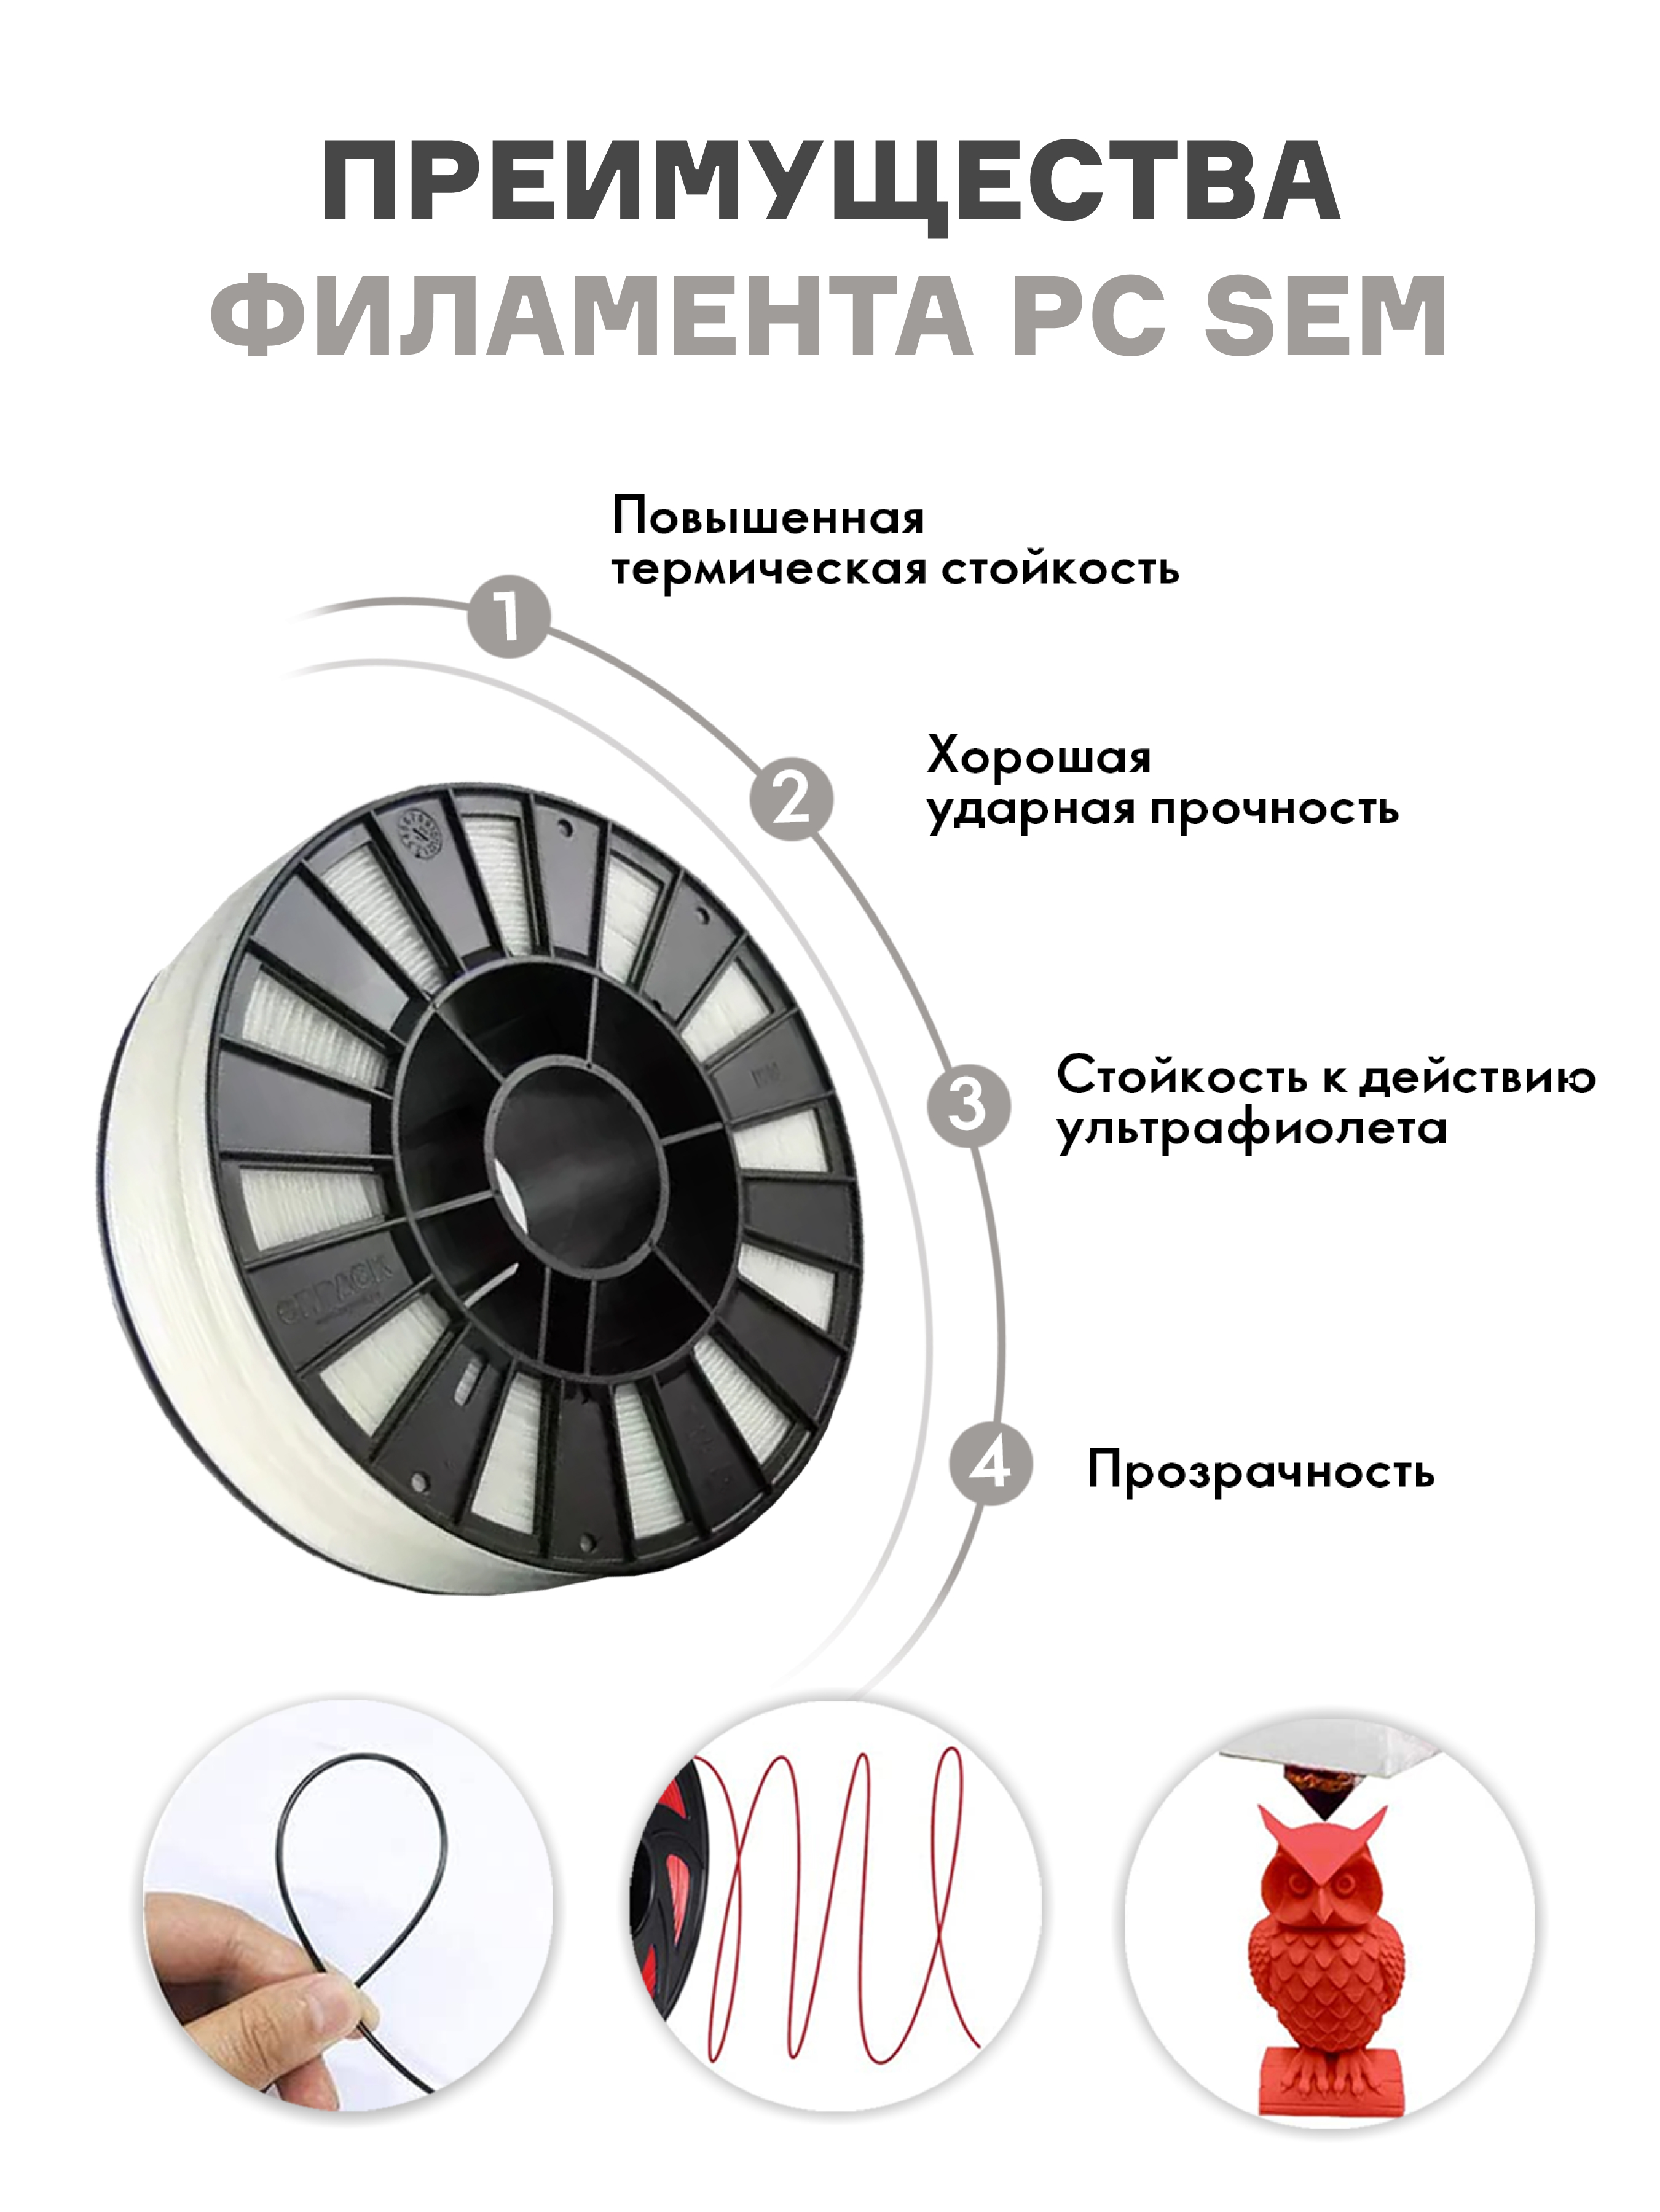 ПРЕИМУЩЕСТВА
ФИЛАМЕНТА PC SEM
Повышенная
термическая стойкость
1
Хорошая
ударная прочность
2
Стойкость к действию
ультрафиолета
3
4
Прозрачность